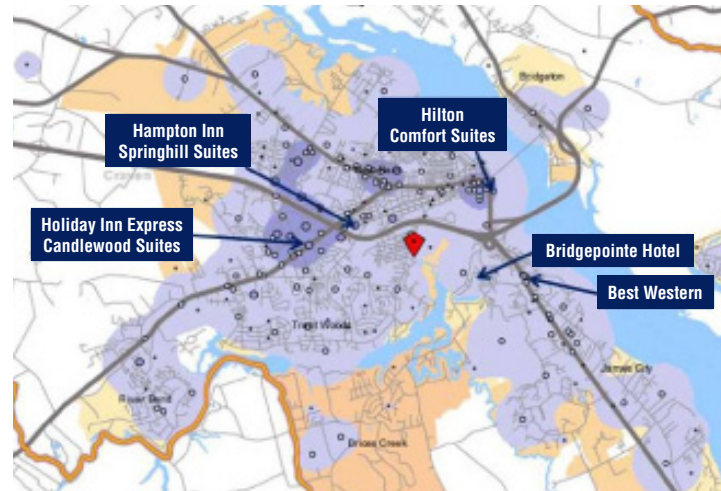 Bridgeton
Hilton
Comfort Suites
Hampton Inn
Springhill Suites
Craven
Holiday Inn Express
Candlewood Suites
Bridgepointe Hotel
Best Western
Trent Woods
James City
River Bend
Brices Creek